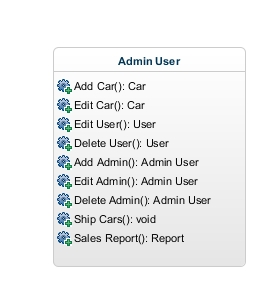 Admin User
Add Car(): Car
Edit Car(): Car
Edit User(): User
Delete User(): User
Add Admin(): Admin User
Edit Admin(): Admin User
Delete Admin(): Admin User
Ship Cars(): void
Sales Report(): Report